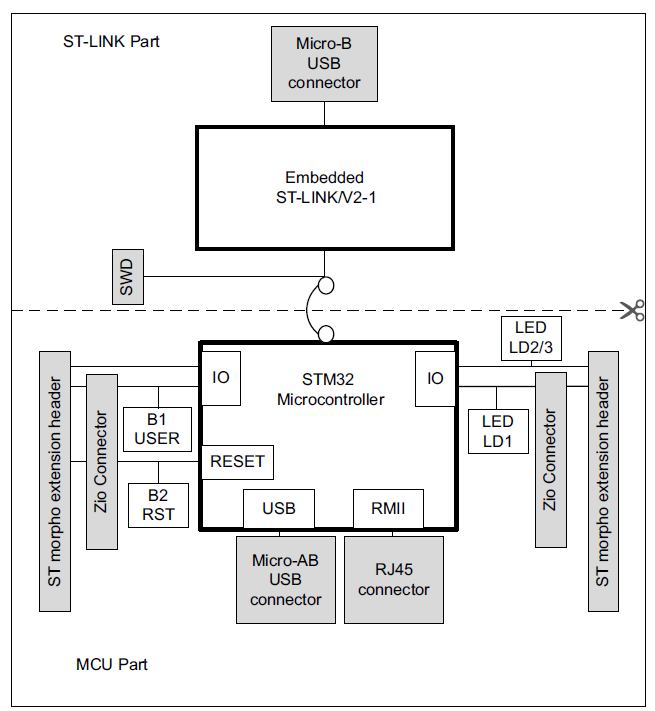 ST-LINK Part
Micro-B
USB
connector
Embedded
ST-LINK/V2-1
SWD
LED
LD2/3
IO
STM32
Microcontroller
IO
B1
USER
LED
LD1
ST morpho extension header
Zio Connector
RESET
B2
RST
Zio Connector
ST morpho extension header
USB
RMII
Micro-AB
USB
connector
RJ45
connector
MCU Part